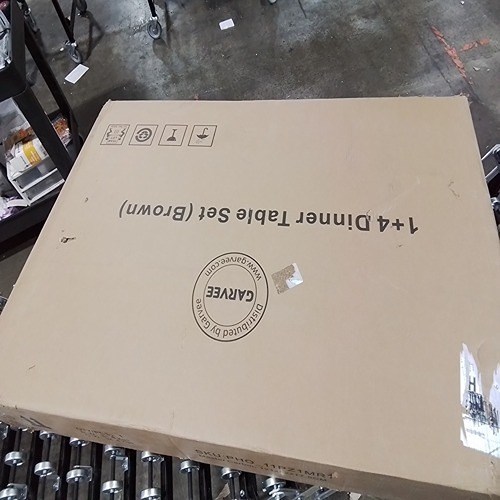 1+4 Dinner Table Set (Brown)
Distributed by Garvee
GARVEE
www.garvee.com